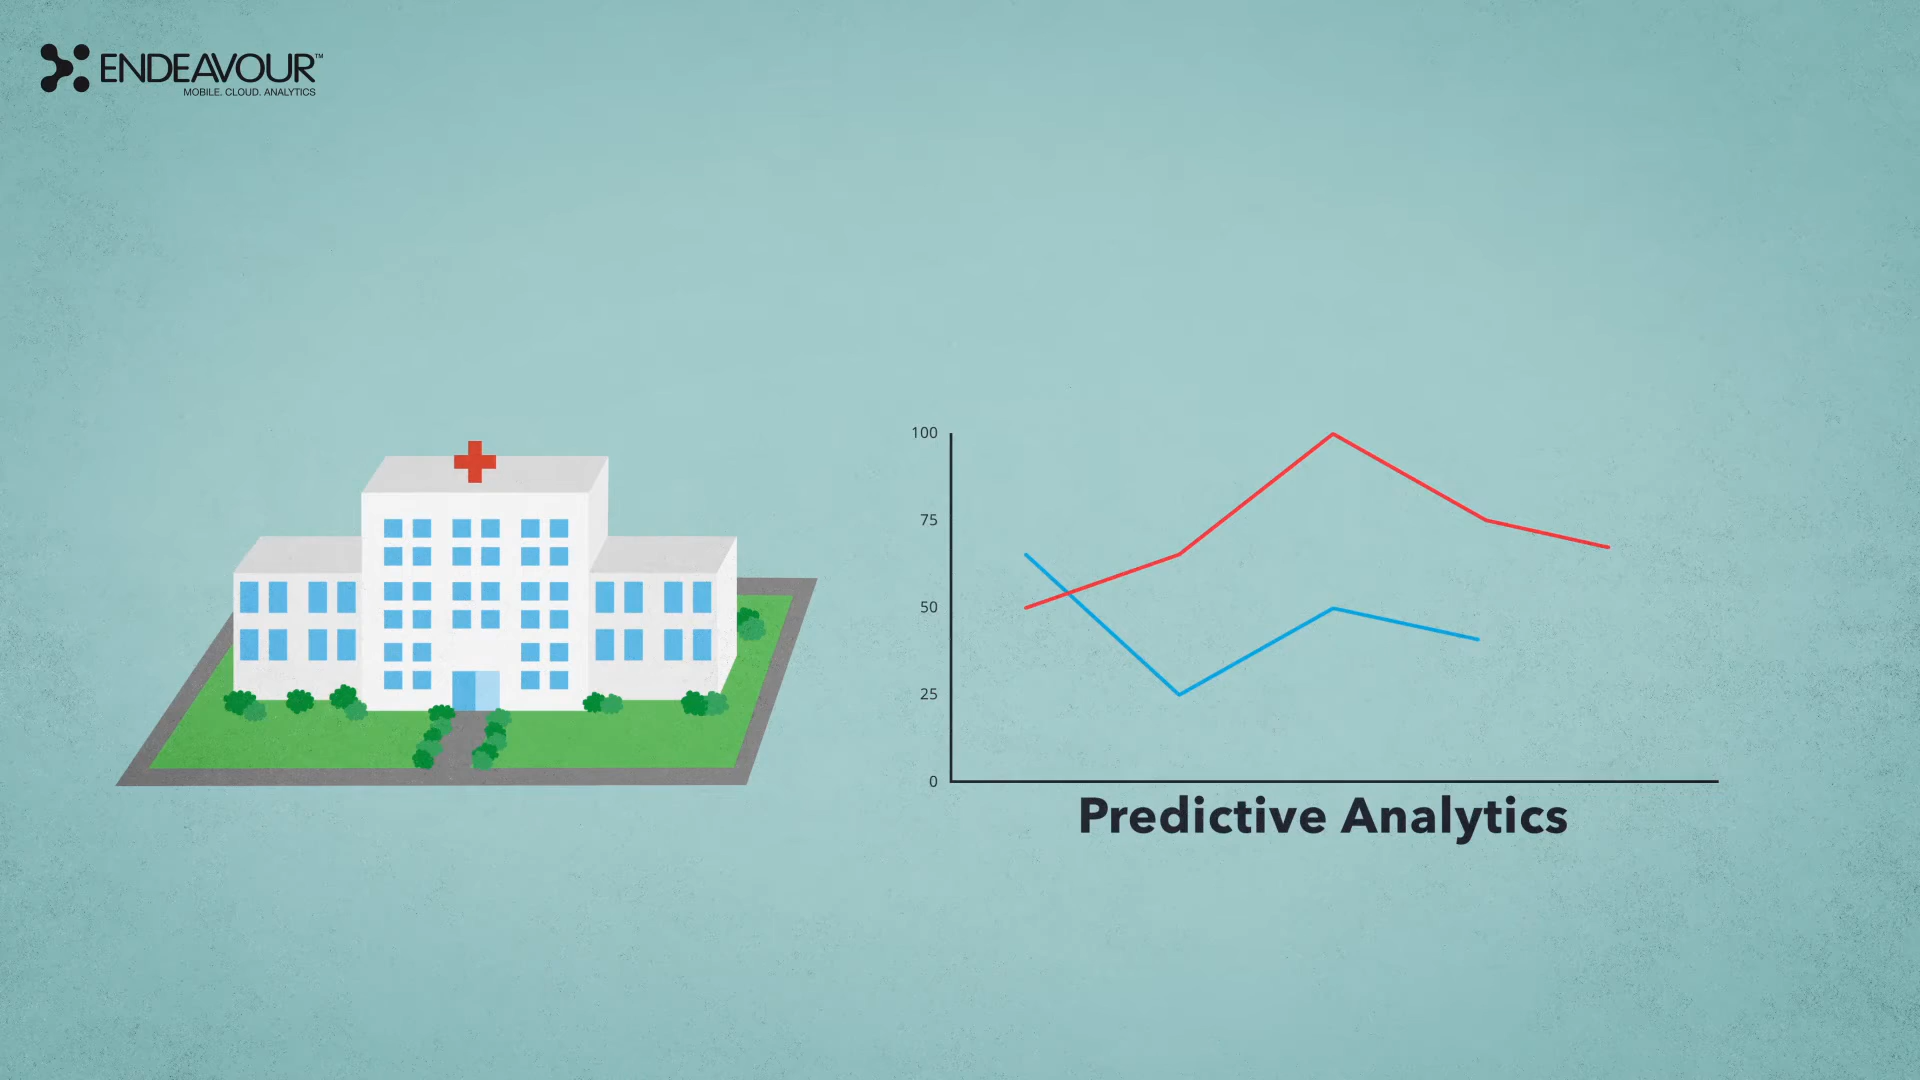 ENDEAVOUR™
MOBILE. CLOUD. ANALYTICS
100
75
50
25
0
Predictive Analytics